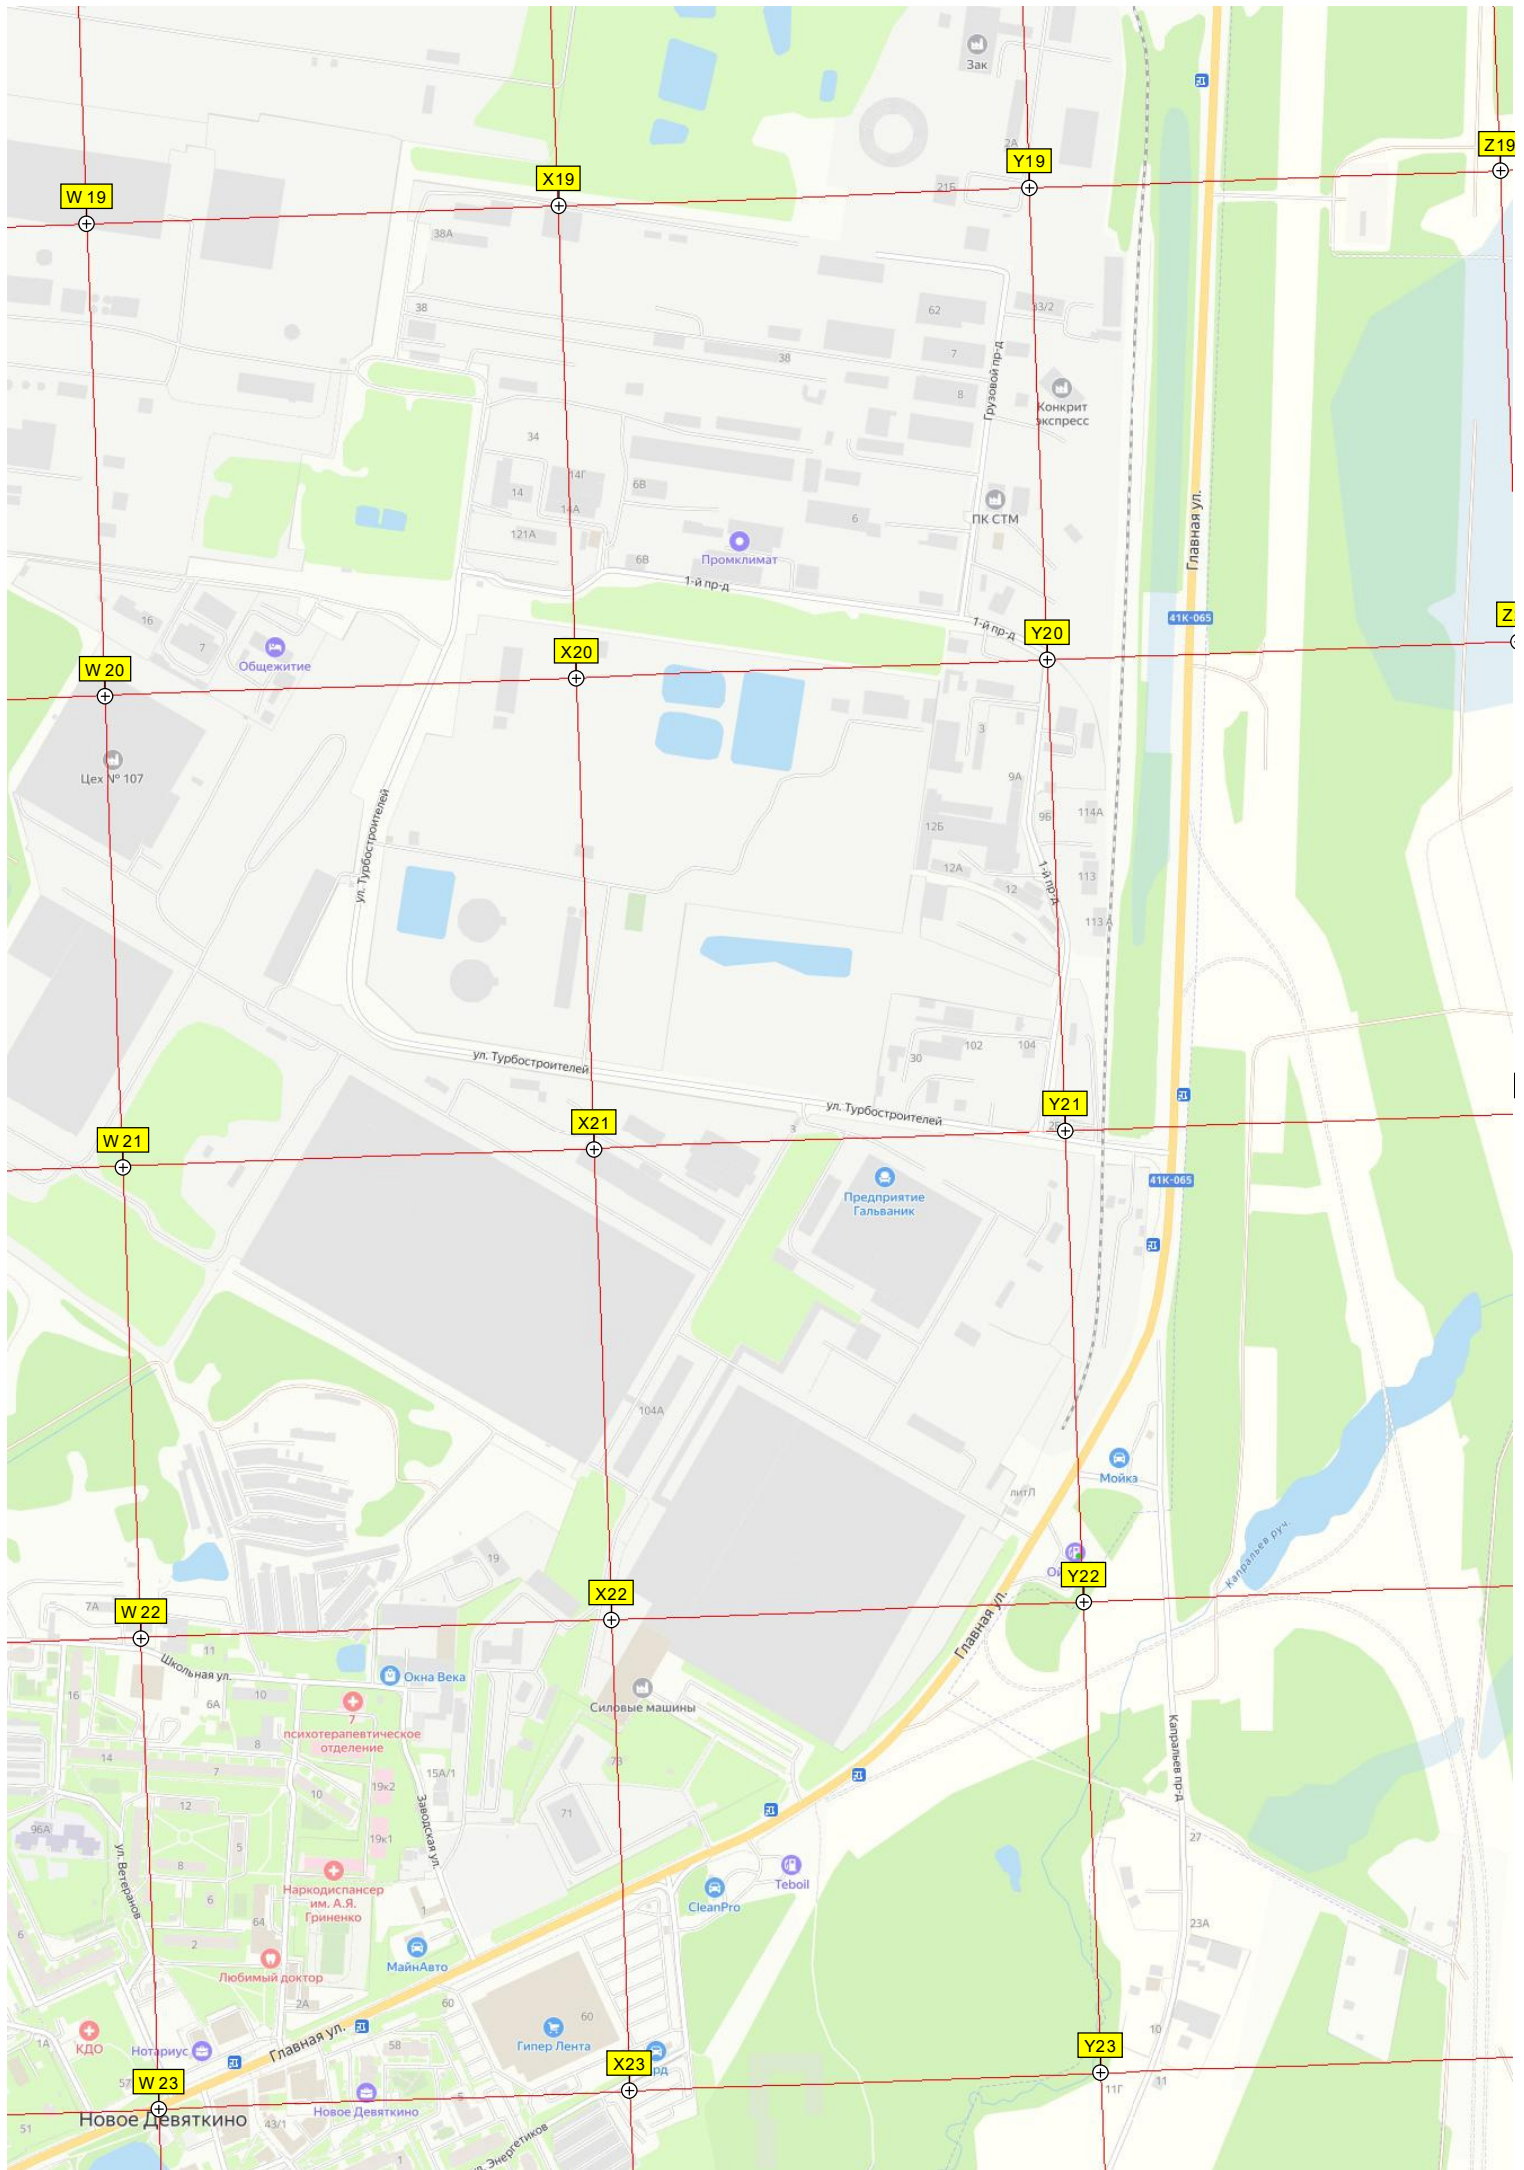 Зак
2А
Y19
Z19
X19
21Б
W 19
38А
38
62
33/2
7
38
8
Грузовой пр-д
Конкрит
экспресс
34
14Г
14
6В
14А
6
ПК СТМ
Главная ул.
121А
Промклимат
6В
1-й пр-д
16
7
1-й пр-д
41К-065
Y20
Общежитие
X20
W 20
3
Цех № 107
9А
ул. Турбостроителей
9Б
114А
12Б
12А
113
12
1-й пр-д
113 А
ул. Турбостроителей
30
102
104
Y21
ул. Турбостроителей
X21
3
W 21
41К-065
Предприятие
Гальваник
104А
Мойка
литЛ
19
Капральев руч.
Y22
X22
7А
W 22
Главная ул.
11
Школьная ул.
Окна Века
16
6А
10
7
Силовые машины
психотерапевтическое
отделение
8
14
7
73
15А/1
19к2
10
Капральев пр-д
12
71
Заводская ул.
96А
5
19к1
27
ул. Ветеранов
8
Teboil
Наркодиспансер
им. А.Я.
Гриненко
6
CleanPro
1
64
23А
6
2
Любимый доктор
МайнАвто
2А
60
60
10
1А
КДО
Нотариус
Главная ул.
58
Гипер Лента
Y23
X23
рд
W 23
57
11Г
11
5
Новое Девяткино
Новое Девяткино
51
43/1
ул. Энергетиков
1